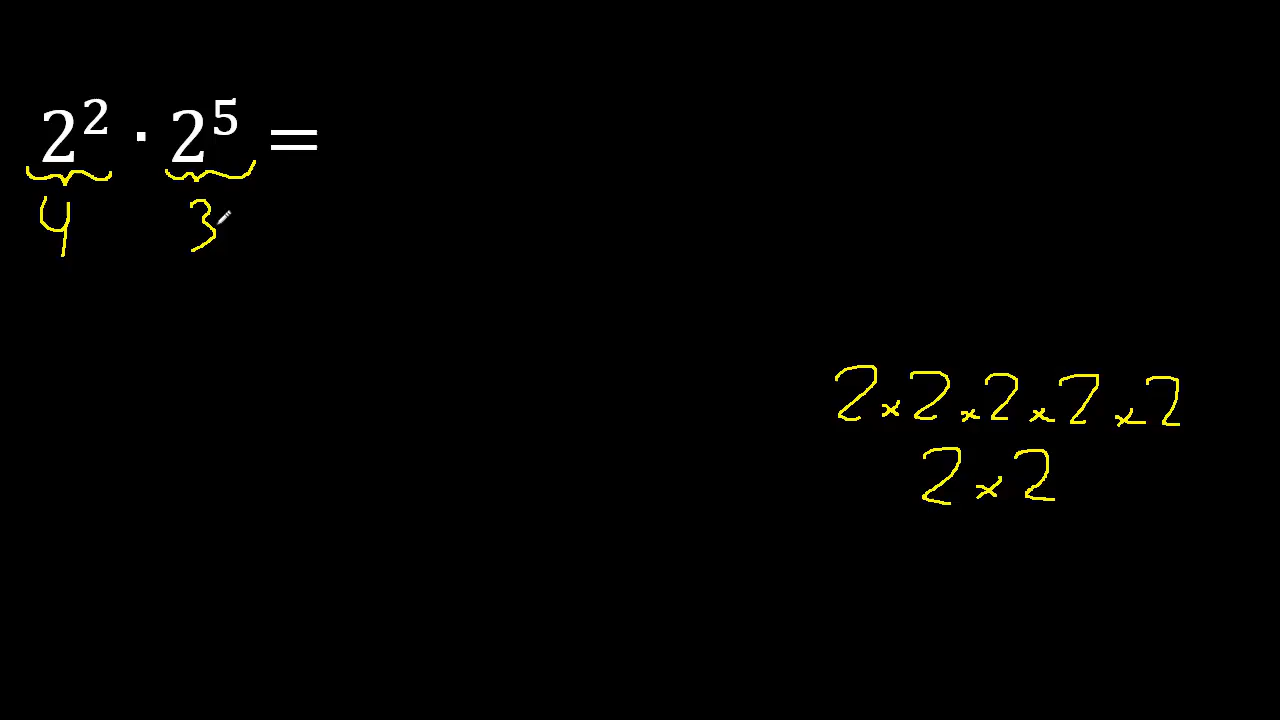 2² · 2⁵ =
4 3
2 × 2 × 2 × 2 × 2
2 × 2